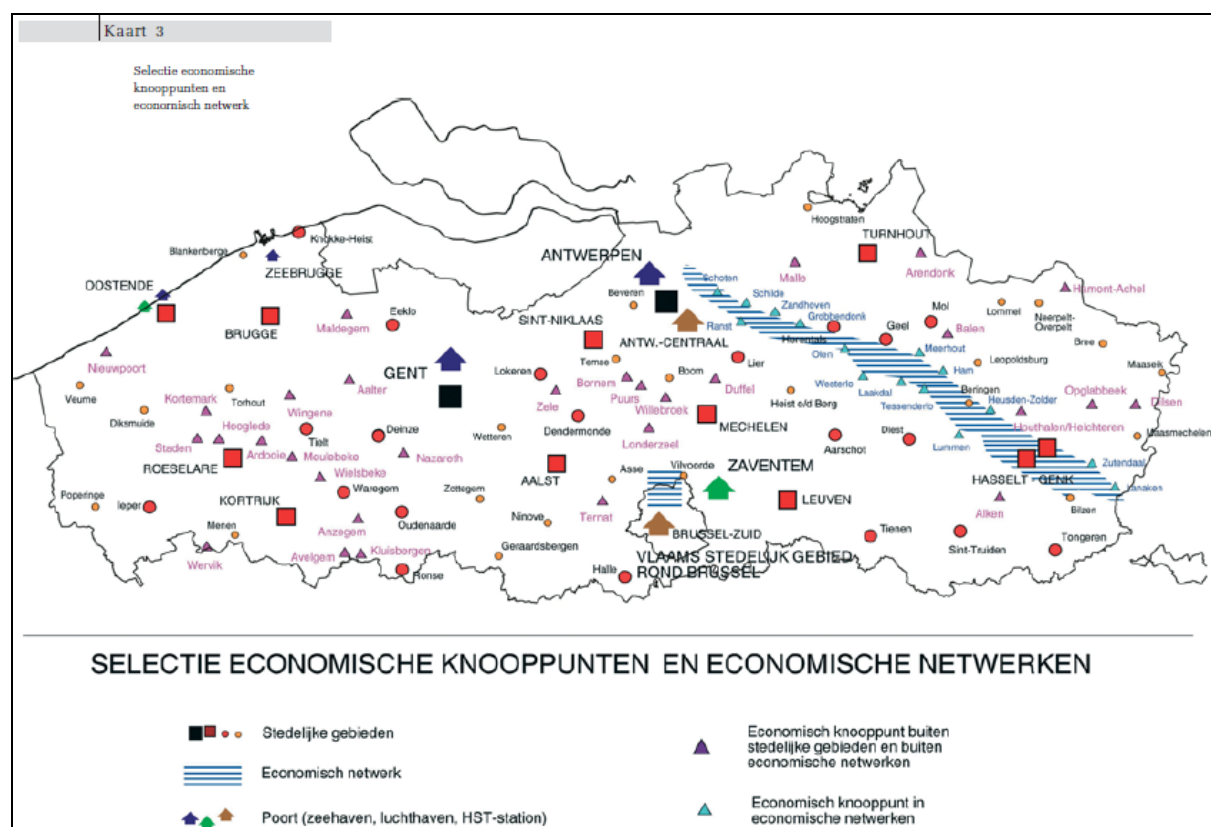 Kaart 3
Selectie economische
knooppunten en
economisch netwerk
Hoogstraten
Knokke-Heist
TURNHOUT
Blankenberge
ZEEBRUGGE
ANTWERPEN
Malle
Arendonk
Schoten
OOSTENDE
Beveren
Schilde
Hamont-Achel
Zandhoven
Mol
Lommel
Neerpelt-
Overpelt
BRUGGE
Maldegem
Eeklo
SINT-NIKLAAS
Ranst
Grobbendonk
Geel
Balen
Herentals
ANTW.-CENTRAAL
Bree
Nieuwpoort
GENT
Temse
Lier
Olen
Meerhout
Leopoldsburg
Maaseik
Lokeren
Boom
Ham
Veurne
Aalter
Bornem
Puurs
Duffel
Westerlo
Laakdal
Beringen
Opglabbeek
Dilsen
Kortemark
Torhout
Wingene
Zele
Willebroek
Heist o/d Berg
Tessenderlo
Heusden-Zolder
Diksmuide
Hooglede
Dendermonde
MECHELEN
Houthalen/Helchteren
Staden
Ardooie
Tielt
Deinze
Wetteren
Londerzeel
Aarschot
Diest
Lummen
Maasmechelen
Meulebeke
Nazareth
ROESELARE
Wielsbeke
AALST
Asse
Vilvoorde
ZAVENTEM
HASSELT - GENK
Zutendaal
Lanaken
Poperinge
Ieper
KORTRIJK
Waregem
Zottegem
LEUVEN
Bilzen
Menen
Anzegem
Oudenaarde
Ninove
Ternat
Alken
BRUSSEL-ZUID
Tienen
Wervik
Avelgem
Kluisbergen
Geraardsbergen
Sint-Truiden
Tongeren
Ronse
Halle
VLAAMS STEDELIJK GEBIED
ROND BRUSSEL
SELECTIE ECONOMISCHE KNOOPPUNTEN EN ECONOMISCHE NETWERKEN
Stedelijke gebieden
Economisch netwerk
Poort (zeehaven, luchthaven, HST-station)
Economisch knooppunt buiten
stedelijke gebieden en buiten
economische netwerken
Economisch knooppunt in
economische netwerken